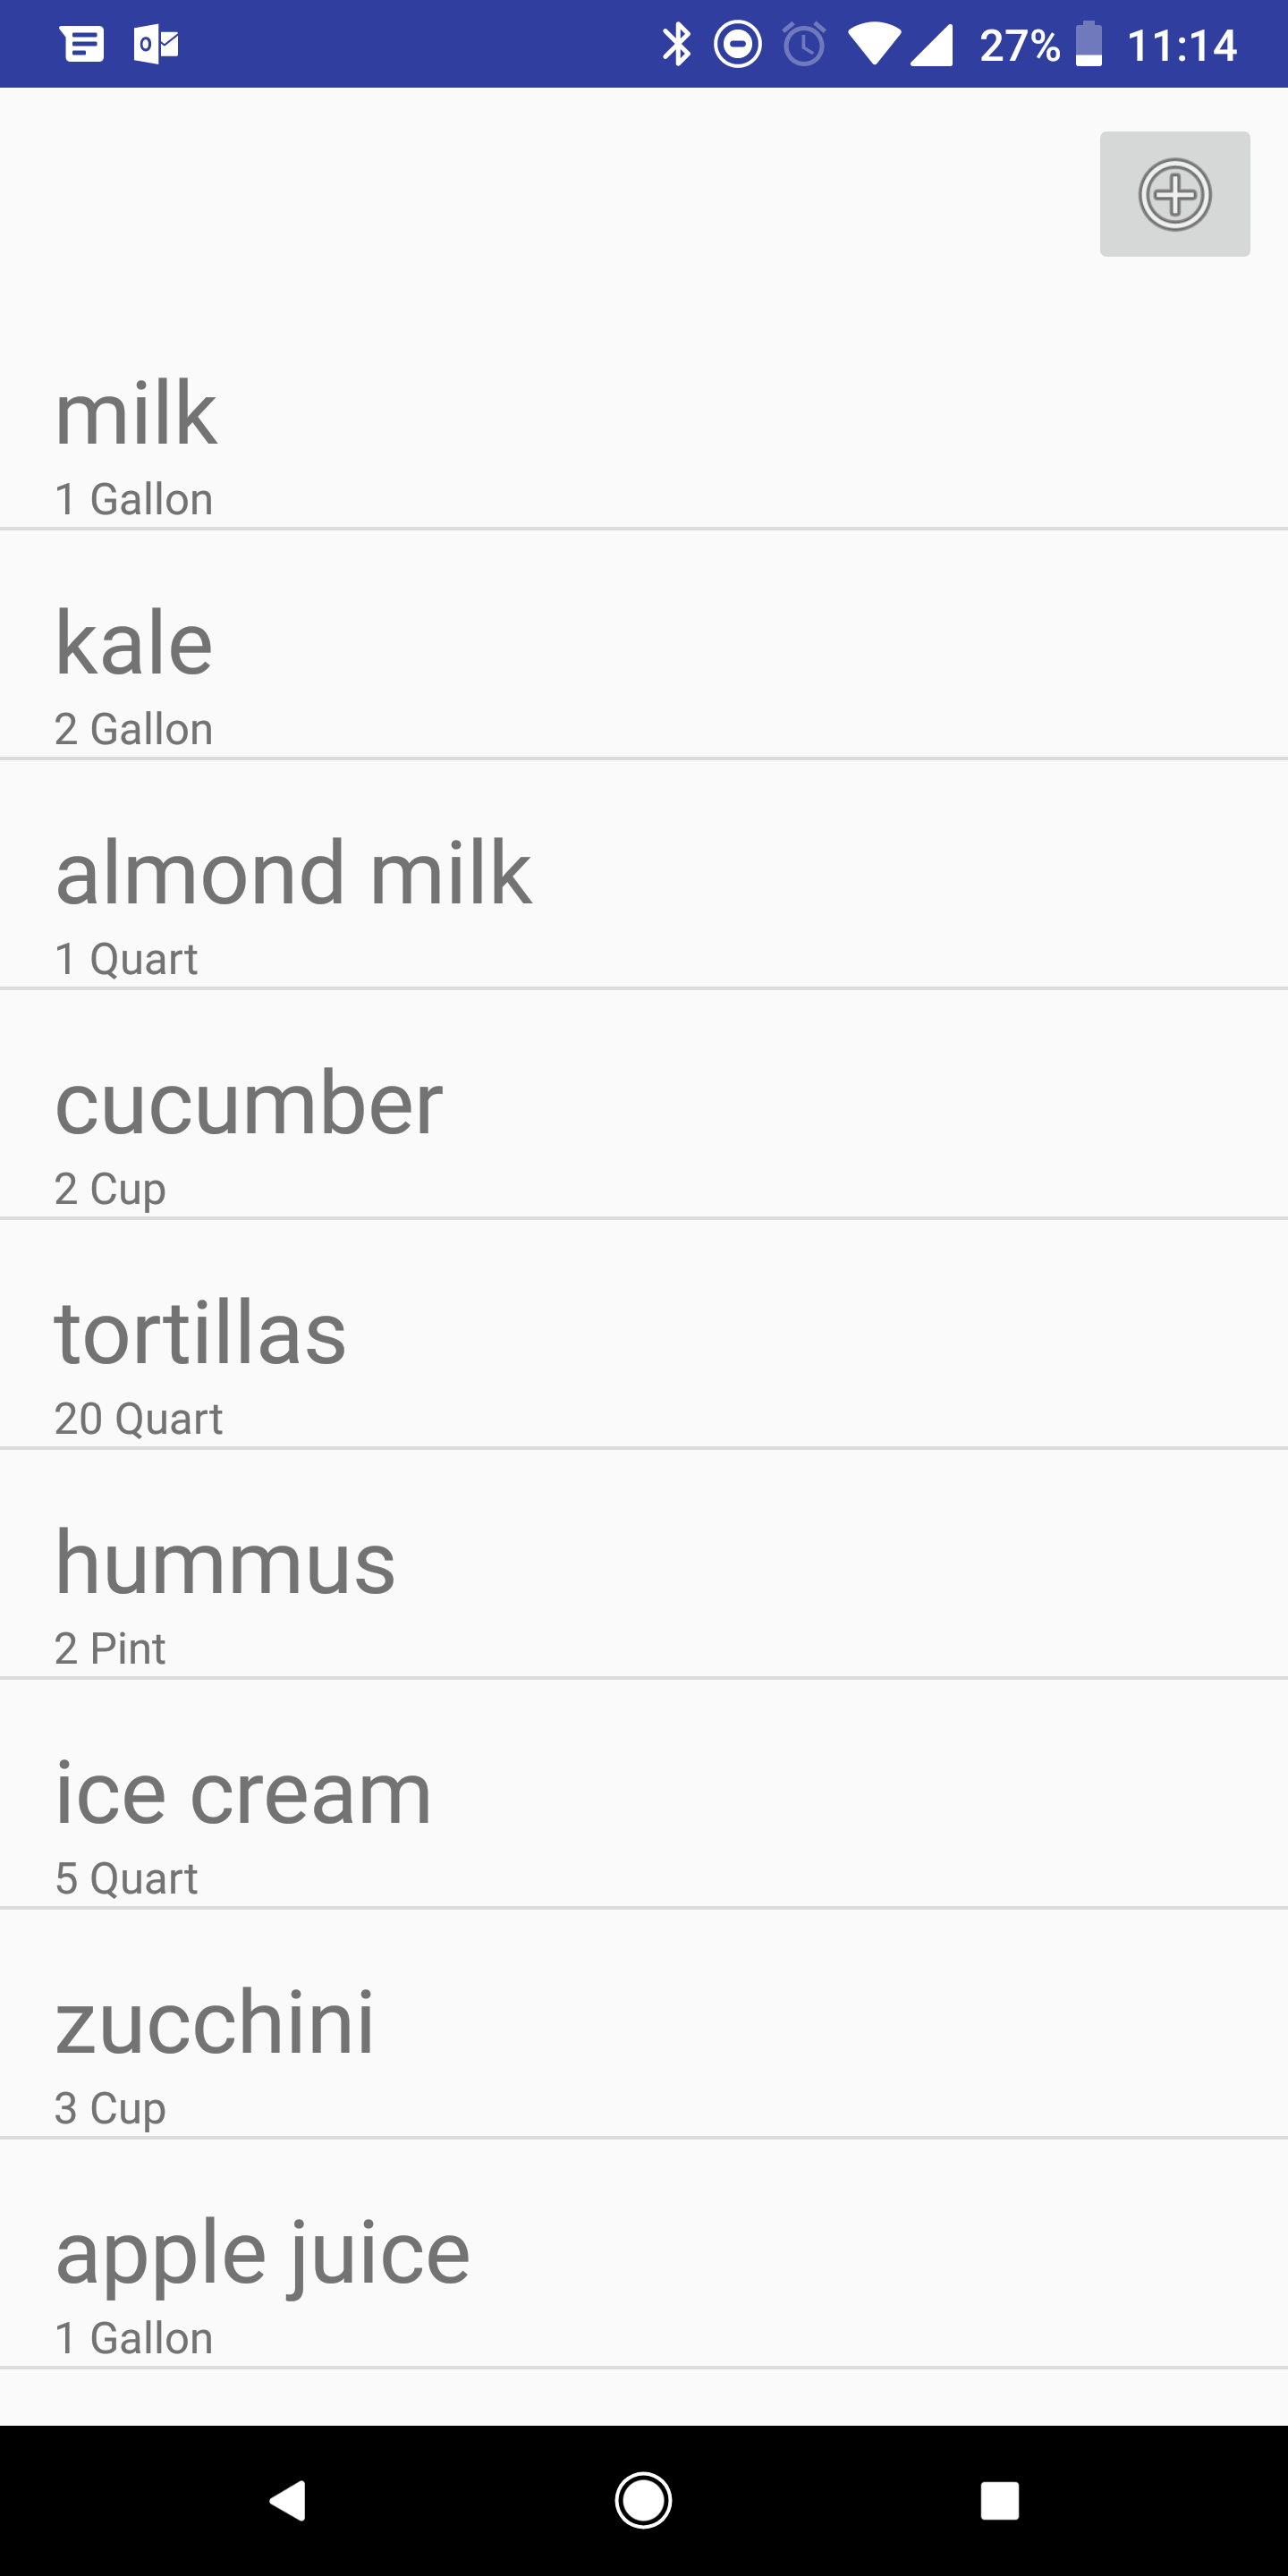 27% 11:14
milk
1 Gallon
kale
2 Gallon
almond milk
1 Quart
cucumber
2 Cup
tortillas
20 Quart
hummus
2 Pint
ice cream
5 Quart
zucchini
3 Cup
apple juice
1 Gallon